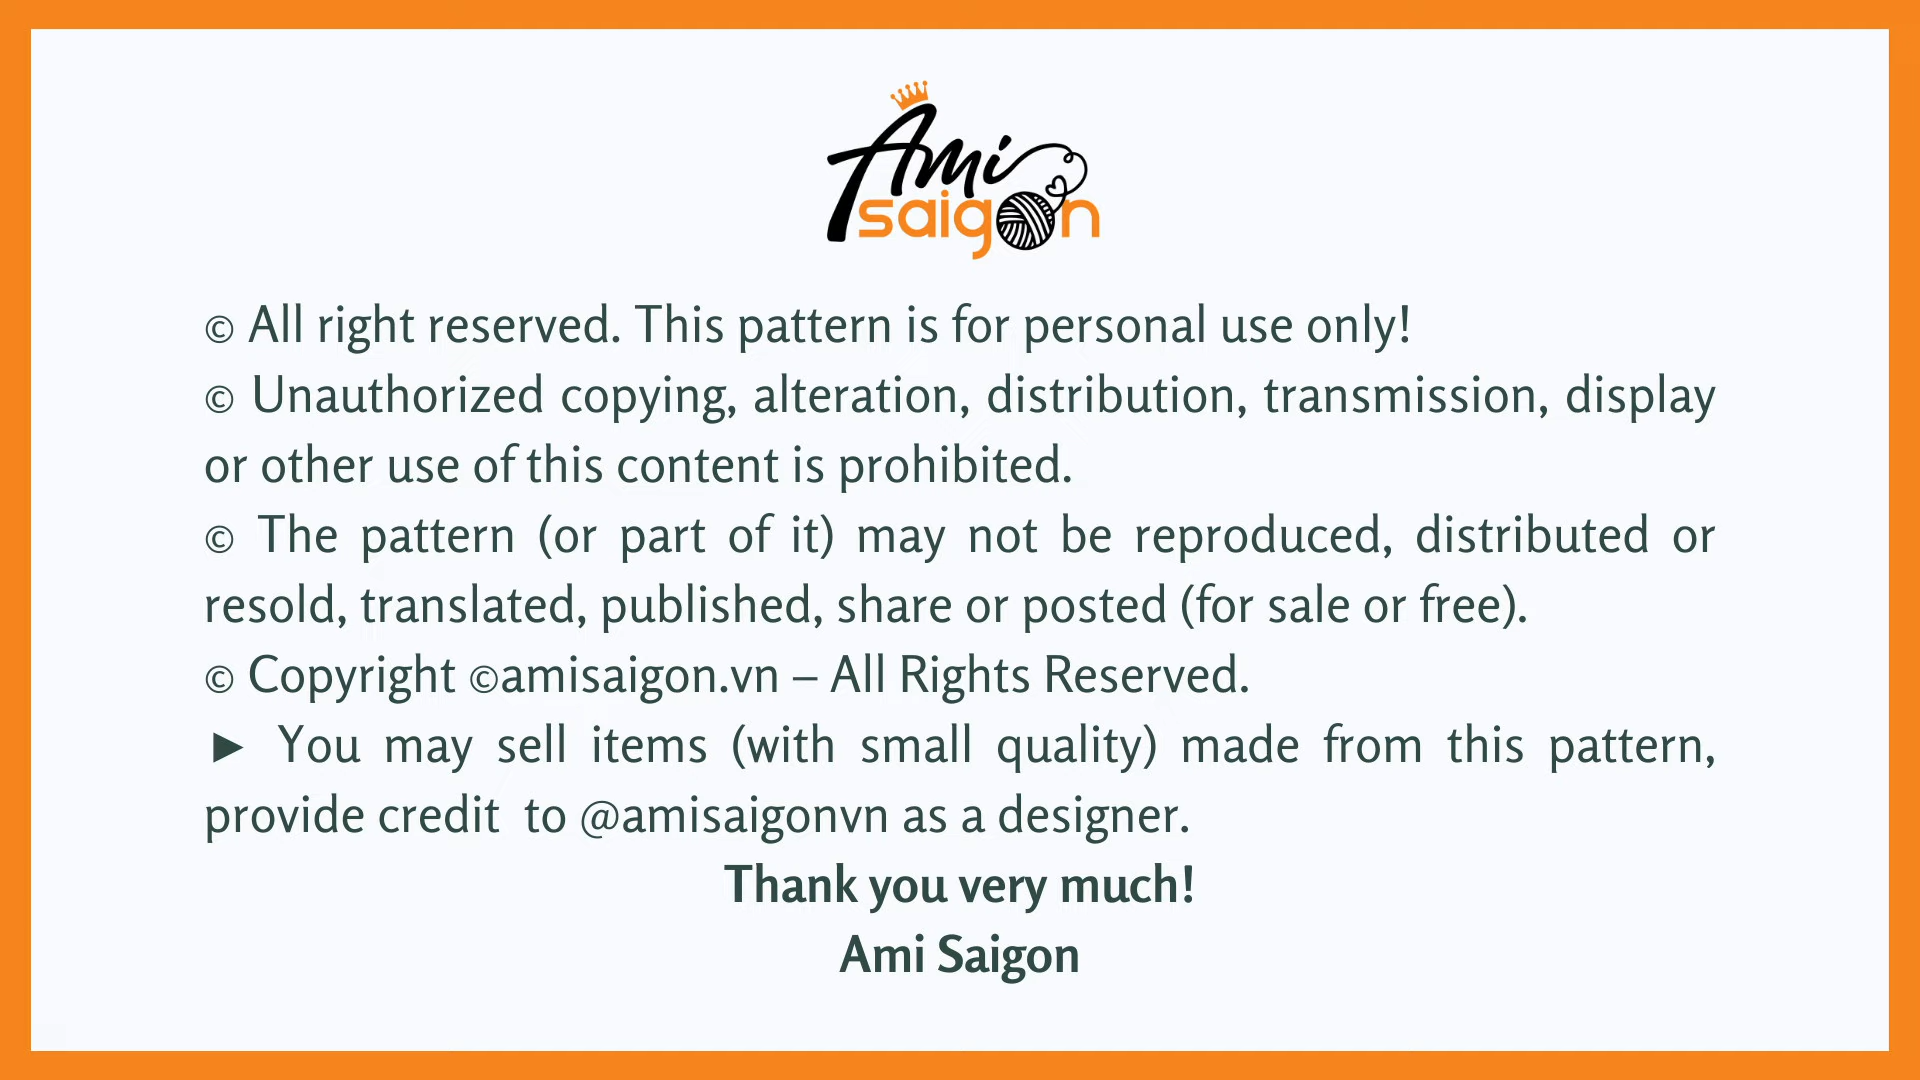 Ami
saigon
© All right reserved. This pattern is for personal use only!
© Unauthorized copying, alteration, distribution, transmission, display
or other use of this content is prohibited.
© The pattern (or part of it) may not be reproduced, distributed or
resold, translated, published, share or posted (for sale or free).
© Copyright ©amisaigon.vn – All Rights Reserved.
► You may sell items (with small quality) made from this pattern,
provide credit  to @amisaigonvn as a designer.
Thank you very much!
Ami Saigon